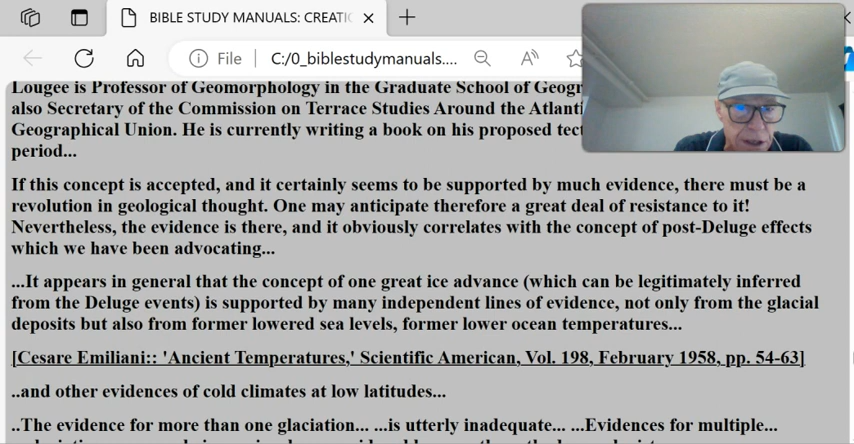 BIBLE STUDY MANUALS: CREATIC
File
C:/0_biblestudymanuals....
Lougee is Professor of Geomorphology in the Graduate School of Geogr
also Secretary of the Commission on Terrace Studies Around the Atlanti
Geographical Union. He is currently writing a book on his proposed tect
period...
If this concept is accepted, and it certainly seems to be supported by much evidence, there must be a
revolution in geological thought. One may anticipate therefore a great deal of resistance to it!
Nevertheless, the evidence is there, and it obviously correlates with the concept of post-Deluge effects
which we have been advocating...
...It appears in general that the concept of one great ice advance (which can be legitimately inferred
from the Deluge events) is supported by many independent lines of evidence, not only from the glacial
deposits but also from former lowered sea levels, former lower ocean temperatures...
[Cesare Emiliani:: 'Ancient Temperatures,' Scientific American, Vol. 198, February 1958, pp. 54-63]
..and other evidences of cold climates at low latitudes...
..The evidence for more than one glaciation... ...is utterly inadequate... ...Evidences for multiple...